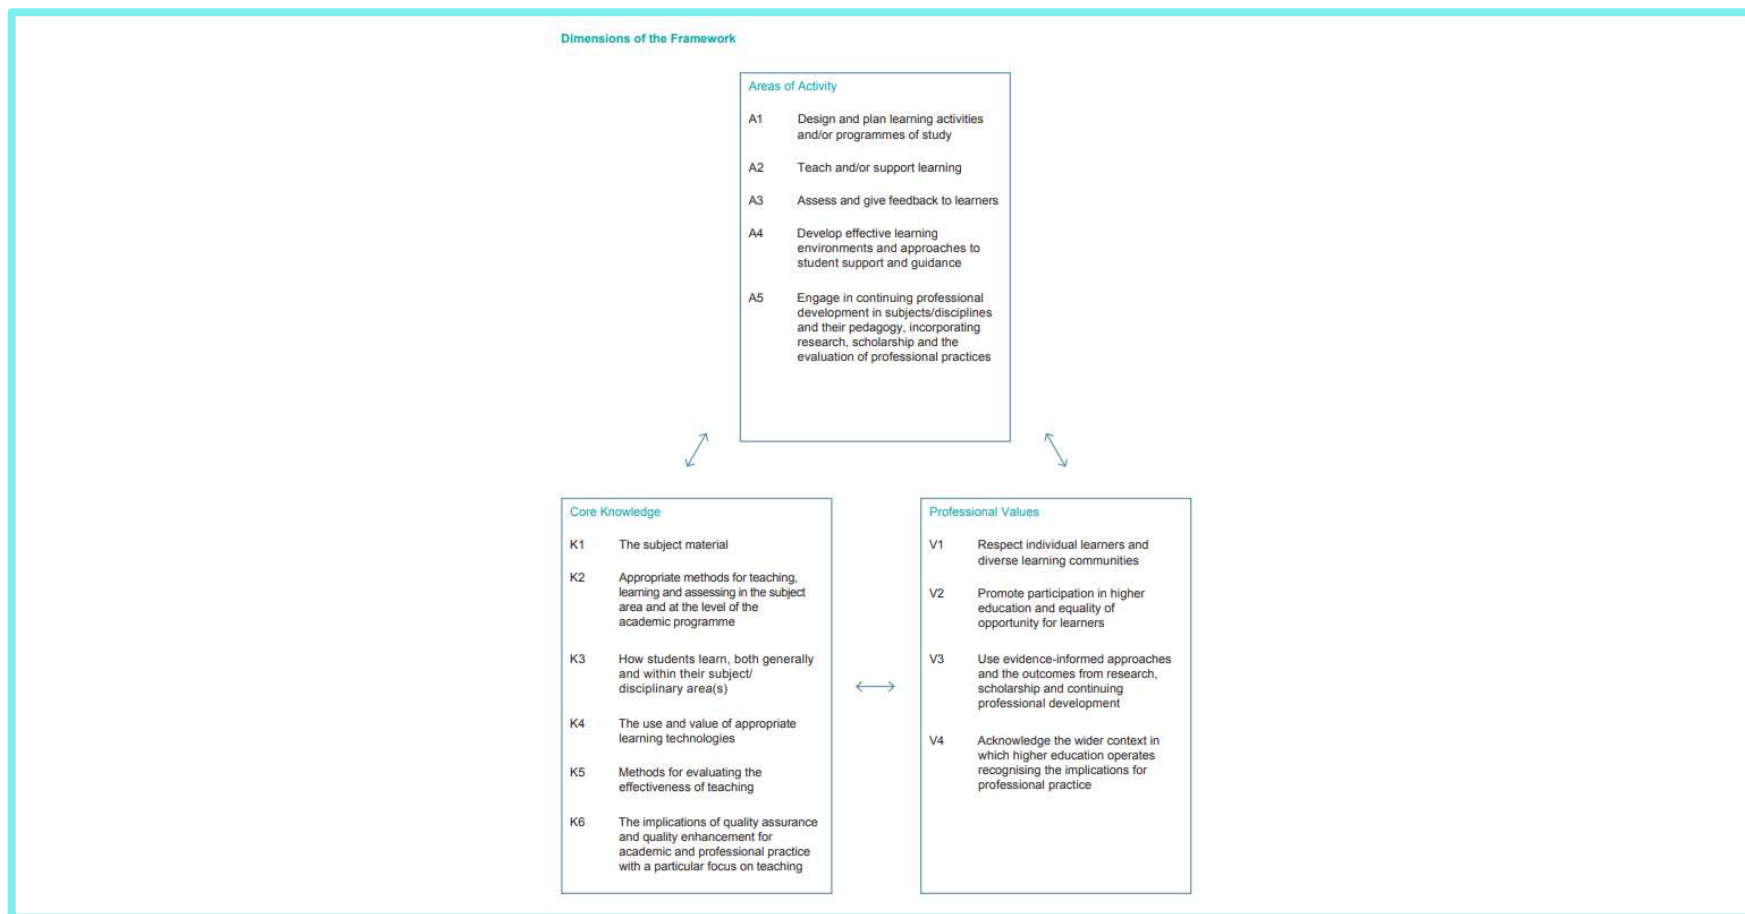 Dimensions of the Framework
Areas of Activity
A1 Design and plan learning activities
and/or programmes of study
A2 Teach and/or support learning
A3 Assess and give feedback to learners
A4 Develop effective learning
environments and approaches to
student support and guidance
A5 Engage in continuing professional
development in subjects/disciplines
and their pedagogy, incorporating
research, scholarship and the
evaluation of professional practices
Core Knowledge
K1 The subject material
K2 Appropriate methods for teaching,
learning and assessing in the subject
area and at the level of the
academic programme
K3 How students learn, both generally
and within their subject/
disciplinary area(s)
K4 The use and value of appropriate
learning technologies
K5 Methods for evaluating the
effectiveness of teaching
K6 The implications of quality assurance
and quality enhancement for
academic and professional practice
with a particular focus on teaching
Professional Values
V1 Respect individual learners and
diverse learning communities
V2 Promote participation in higher
education and equality of
opportunity for learners
V3 Use evidence-informed approaches
and the outcomes from research,
scholarship and continuing
professional development
V4 Acknowledge the wider context in
which higher education operates
recognising the implications for
professional practice